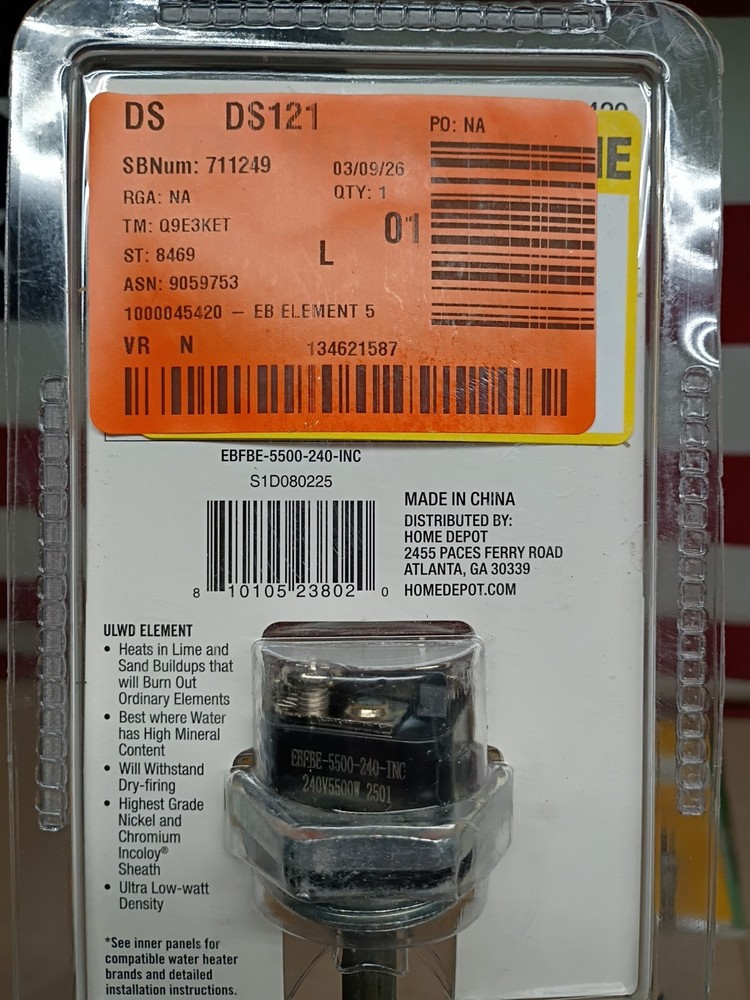 DS DS121
PO: NA
SBNum: 711249
03/09/26
RGA: NA
QTY: 1
TM: Q9E3KET
01
ST: 8469
L
ASN: 9059753
1000045420 – EB ELEMENT 5
VR N
134621587
EBFBE-5500-240-INC
S1D080225
8 10105 23802 0
MADE IN CHINA
DISTRIBUTED BY:
HOME DEPOT
2455 PACES FERRY ROAD
ATLANTA, GA 30339
HOMEDEPOT.COM
ULWD ELEMENT
• Heats in Lime and
Sand Buildups that
will Burn Out
Ordinary Elements
• Best where Water
has High Mineral
Content
• Will Withstand
Dry-firing
• Highest Grade
Nickel and
Chromium
Incoloy®
Sheath
• Ultra Low-watt
Density
*See inner panels for
compatible water heater
brands and detailed
installation instructions.
EBFBE-5500-240-INC
240V5500W 2501